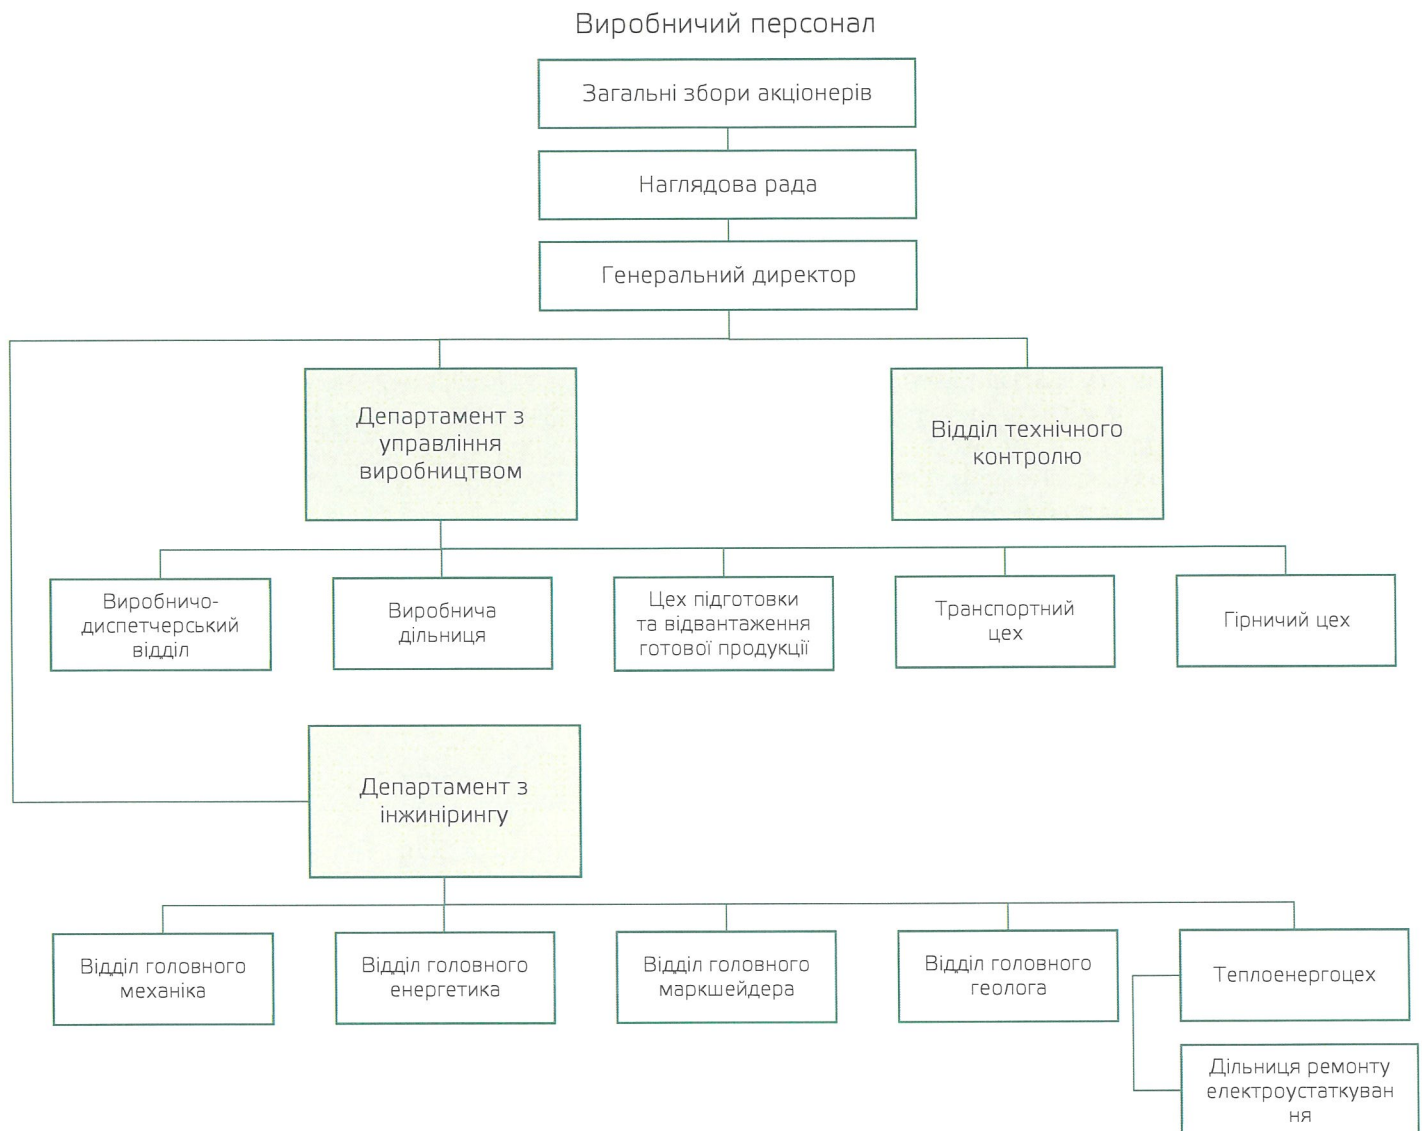 Виробничий персонал
Загальні збори акціонерів
Наглядова рада
Генеральний директор
Департамент з
управління
виробництвом
Відділ технічного
контролю
Виробничо-
диспетчерський
відділ
Виробнича
дільниця
Цех підготовки
та відвантаження
готової продукції
Транспортний
цех
Гірничий цех
Департамент з
інжинірингу
Відділ головного
механіка
Відділ головного
енергетика
Відділ головного
маркшейдера
Відділ головного
геолога
Теплоенергоцех
Дільниця ремонту
електроустаткуван
ня